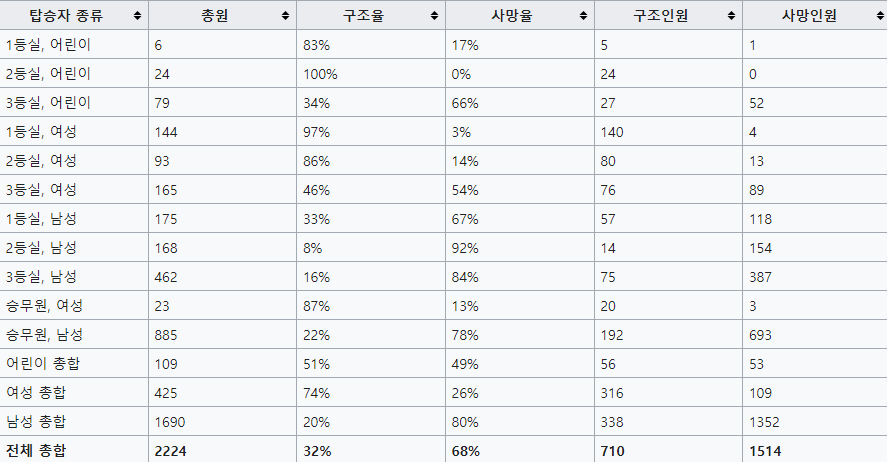 탑승자 종류 총원 구조율 사망율 구조인원 사망인원
1등실, 어린이 6 83% 17% 5 1
2등실, 어린이 24 100% 0% 24 0
3등실, 어린이 79 34% 66% 27 52
1등실, 여성 144 97% 3% 140 4
2등실, 여성 93 86% 14% 80 13
3등실, 여성 165 46% 54% 76 89
1등실, 남성 175 33% 67% 57 118
2등실, 남성 168 8% 92% 14 154
3등실, 남성 462 16% 84% 75 387
승무원, 여성 23 87% 13% 20 3
승무원, 남성 885 22% 78% 192 693
어린이 총합 109 51% 49% 56 53
여성 총합 425 74% 26% 316 109
남성 총합 1690 20% 80% 338 1352
전체 총합 2224 32% 68% 710 1514